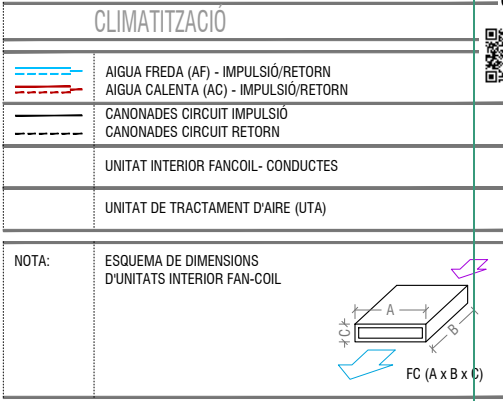 CLIMATITZACIÓ
AIGUA FREDA (AF) - IMPULSIÓ/RETORN
AIGUA CALENTA (AC) - IMPULSIÓ/RETORN
CANONADES CIRCUIT IMPULSIÓ
CANONADES CIRCUIT RETORN
UNITAT INTERIOR FANCOIL- CONDUCTES
UNITAT DE TRACTAMENT D'AIRE (UTA)
NOTA:
ESQUEMA DE DIMENSIONS
D'UNITATS INTERIOR FAN-COIL
A
B
C
FC (A x B x C)